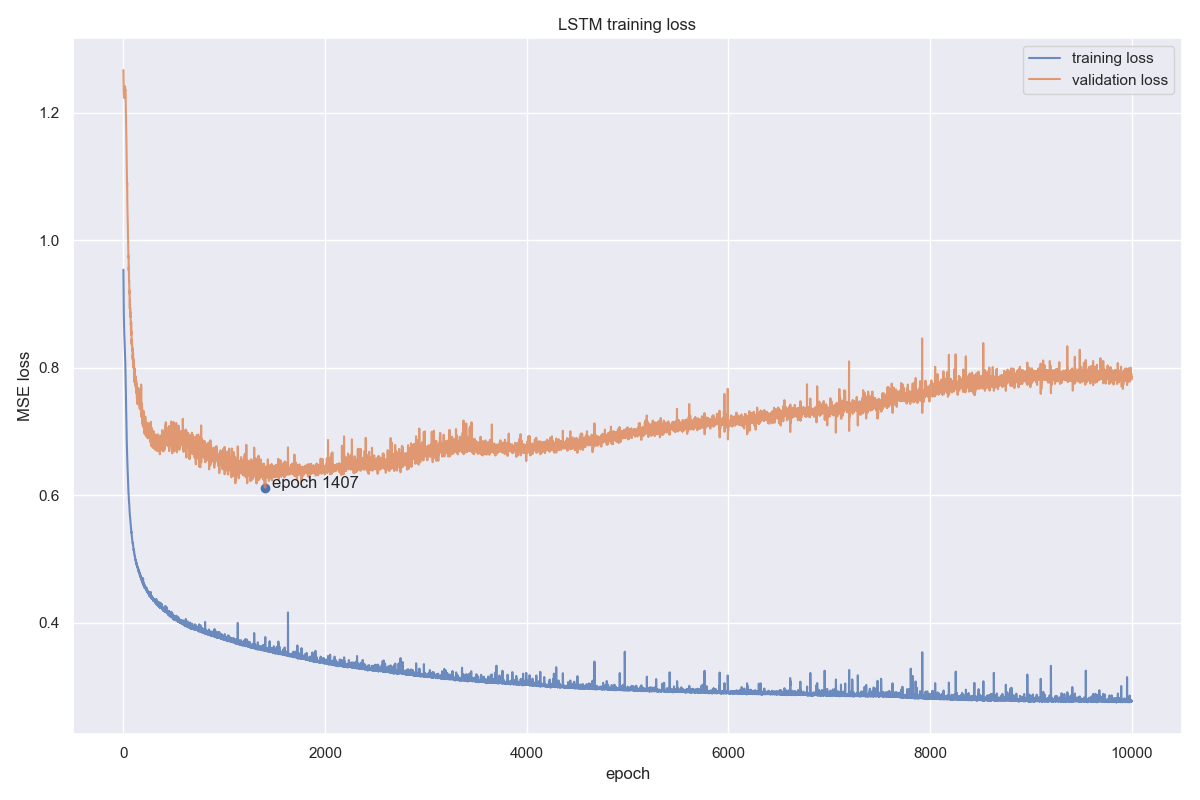 LSTM training loss
training loss
validation loss
MSE loss
1.2
1.0
0.8
0.6
0.4
epoch 1407
0 2000 4000 6000 8000 10000
epoch